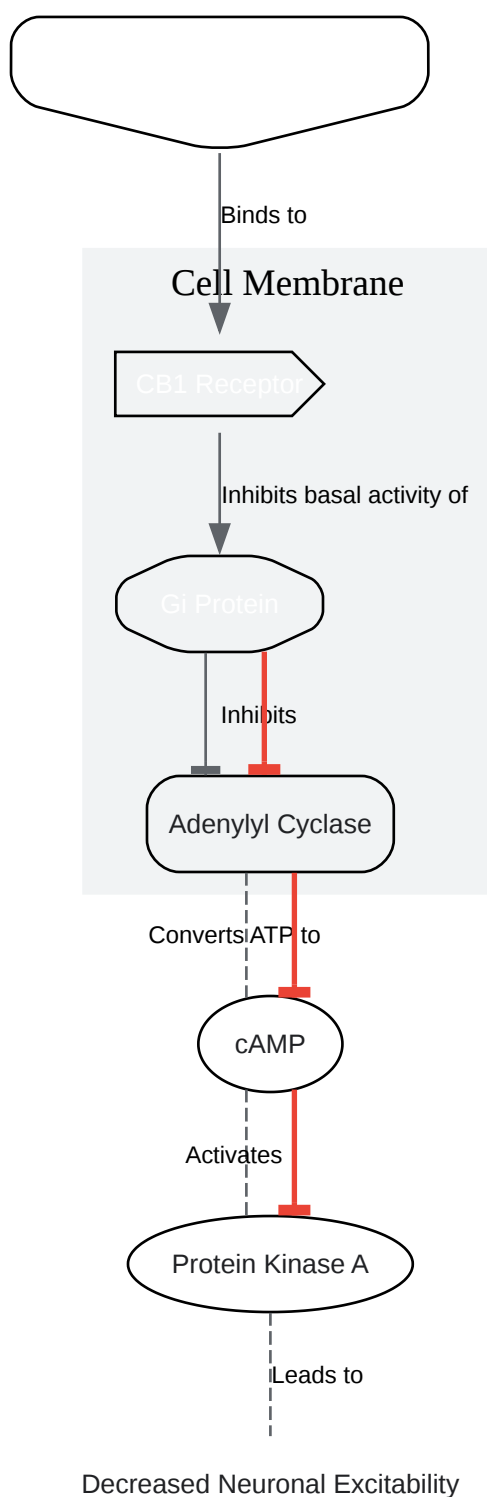 Binds to
Cell Membrane
CB1 Receptor
Inhibits basal activity of
Gi Protein
Inhibits
Adenylyl Cyclase
Converts ATP to
cAMP
Activates
Protein Kinase A
Leads to
Decreased Neuronal Excitability